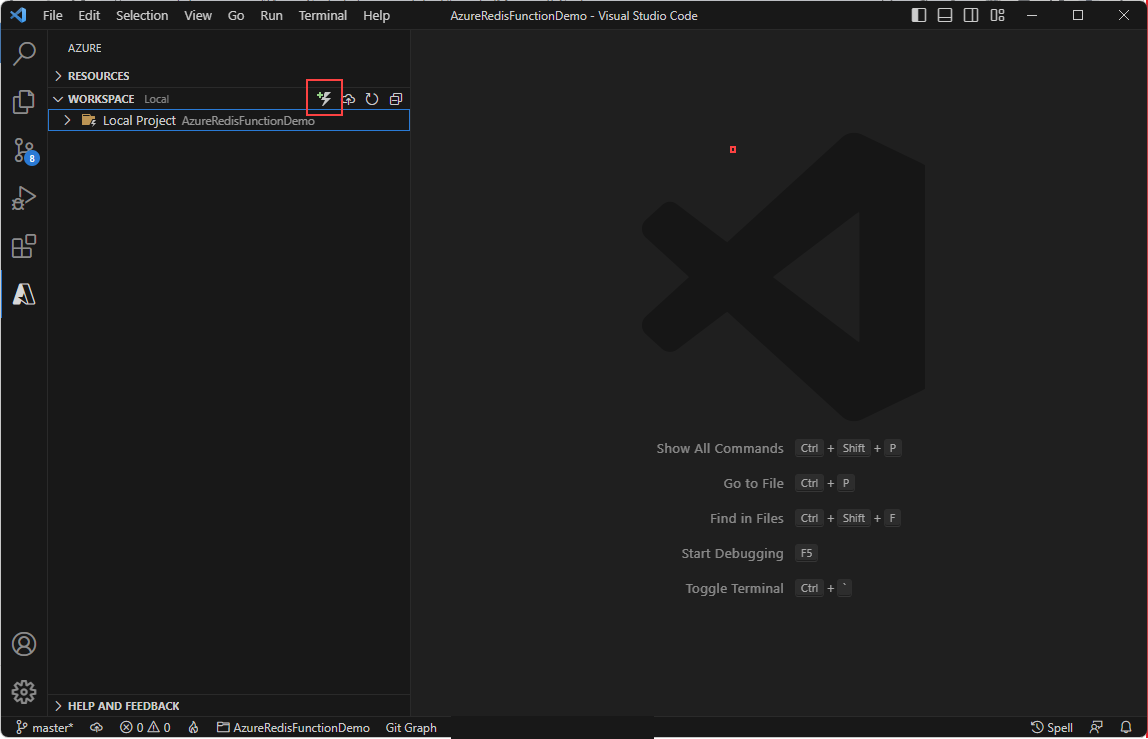 File Edit Selection View Go Run Terminal Help AzureRedisFunctionDemo - Visual Studio Code
AZURE
RESOURCES
WORKSPACE Local
Local Project AzureRedisFunctionDemo
8
Show All Commands Ctrl + Shift + P
Go to File Ctrl + P
Find in Files Ctrl + Shift + F
Start Debugging F5
Toggle Terminal Ctrl + `
HELP AND FEEDBACK
master* 0 0 AzureRedisFunctionDemo Git Graph Spell